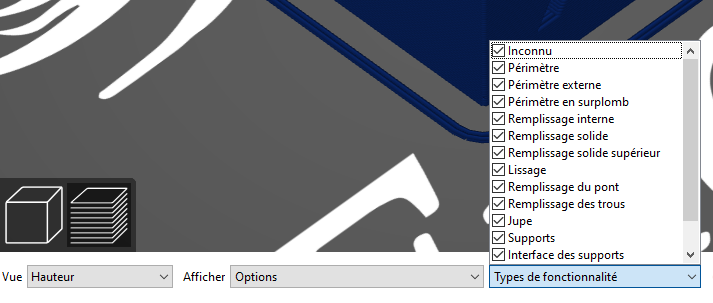 Inconnu
Périmètre
Périmètre externe
Périmètre en surplomb
Remplissage interne
Remplissage solide
Remplissage solide supérieur
Lissage
Remplissage du pont
Remplissage des trous
Jupe
Supports
Interface des supports
Vue Hauteur Afficher Options Types de fonctionnalité